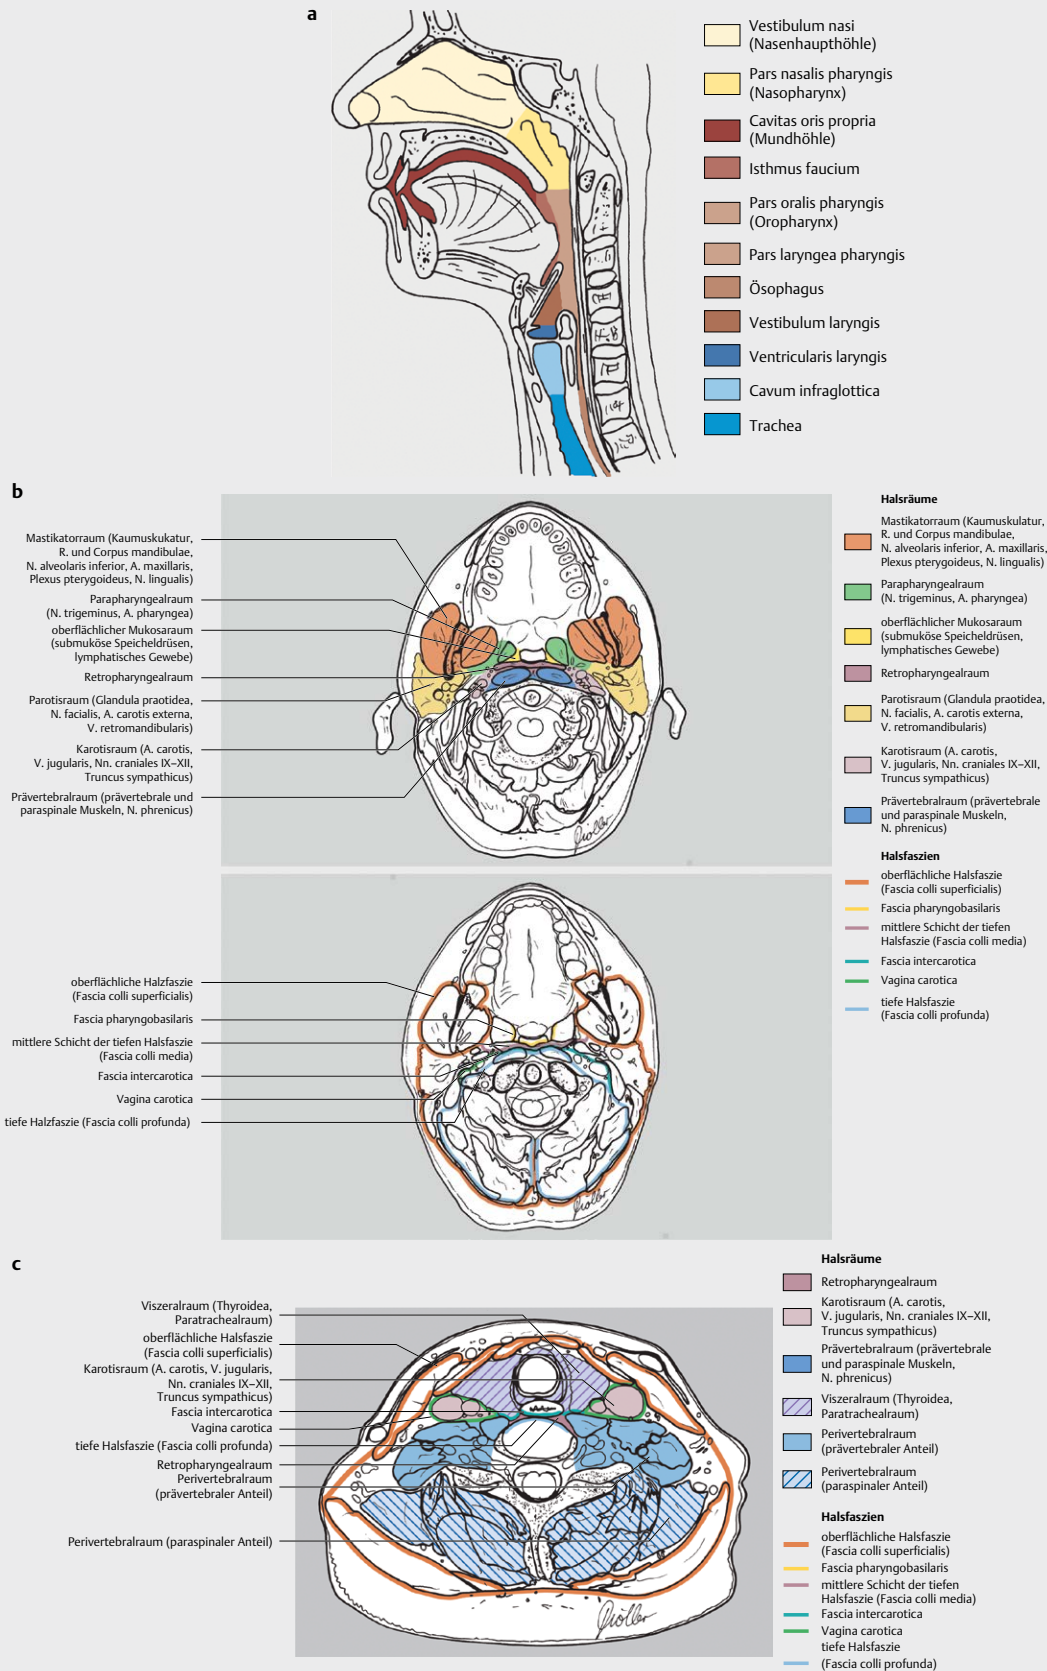 a
Vestibulum nasi
(Nasenhaupthöhle)
Pars nasalis pharyngis
(Nasopharynx)
Cavitas oris propria
(Mundhöhle)
Isthmus faucium
Pars oralis pharyngis
(Oropharynx)
Pars laryngea pharyngis
Ösophagus
Vestibulum laryngis
Ventricularis laryngis
Cavum infraglottica
Trachea
b
Mastikatorraum (Kaumuskukatur,
R. und Corpus mandibulae,
N. alveolaris inferior, A. maxillaris,
Plexus pterygoideus, N. lingualis)
Parapharyngealraum
(N. trigeminus, A. pharyngea)
oberflächlicher Mukosaraum
(submuköse Speicheldrüsen,
lymphatisches Gewebe)
Retropharyngealraum
Parotisraum (Glandula praotidea,
N. facialis, A. carotis externa,
V. retromandibularis)
Karotisraum (A. carotis,
V. jugularis, Nn. craniales IX–XII,
Truncus sympathicus)
Prävertebralraum (prävertebrale und
paraspinale Muskeln, N. phrenicus)
Halsräume
Mastikatorraum (Kaumuskulatur,
R. und Corpus mandibulae,
N. alveolaris inferior, A. maxillaris,
Plexus pterygoideus, N. lingualis)
Parapharyngealraum
(N. trigeminus, A. pharyngea)
oberflächlicher Mukosaraum
(submuköse Speicheldrüsen,
lymphatisches Gewebe)
Retropharyngealraum
Parotisraum (Glandula praotidea,
N. facialis, A. carotis externa,
V. retromandibularis)
Karotisraum (A. carotis,
V. jugularis, Nn. craniales IX–XII,
Truncus sympathicus)
Prävertebralraum (prävertebrale
und paraspinale Muskeln,
N. phrenicus)
Halsfaszien
oberflächliche Halsfaszie
(Fascia colli superficialis)
Fascia pharyngobasilaris
mittlere Schicht der tiefen
Halsfaszie (Fascia colli media)
Fascia intercarotica
Vagina carotica
tiefe Halsfaszie
(Fascia colli profunda)
oberflächliche Halzfaszie
(Fascia colli superficialis)
Fascia pharyngobasilaris
mittlere Schicht der tiefen Halsfaszie
(Fascia colli media)
Fascia intercarotica
Vagina carotica
tiefe Halzfaszie (Fascia colli profunda)
c
Viszeralraum (Thyroidea,
Paratrachealraum)
oberflächliche Halsfaszie
(Fascia colli superficialis)
Karotisraum (A. carotis, V. jugularis,
Nn. craniales IX–XII,
Truncus sympathicus)
Fascia intercarotica
Vagina carotica
tiefe Halsfaszie (Fascia colli profunda)
Retropharyngealraum
Perivertebralraum
(prävertebraler Anteil)
Perivertebralraum (paraspinaler Anteil)
Halsräume
Retropharyngealraum
Karotisraum (A. carotis,
V. jugularis, Nn. craniales IX–XII,
Truncus sympathicus)
Prävertebralraum (prävertebrale
und paraspinale Muskeln,
N. phrenicus)
Viszeralraum (Thyroidea,
Paratrachealraum)
Perivertebralraum
(prävertebraler Anteil)
Perivertebralraum
(paraspinaler Anteil)
Halsfaszien
oberflächliche Halsfaszie
(Fascia colli superficialis)
Fascia pharyngobasilaris
mittlere Schicht der tiefen
Halsfaszie (Fascia colli media)
Fascia intercarotica
Vagina carotica
tiefe Halsfaszie
(Fascia colli profunda)